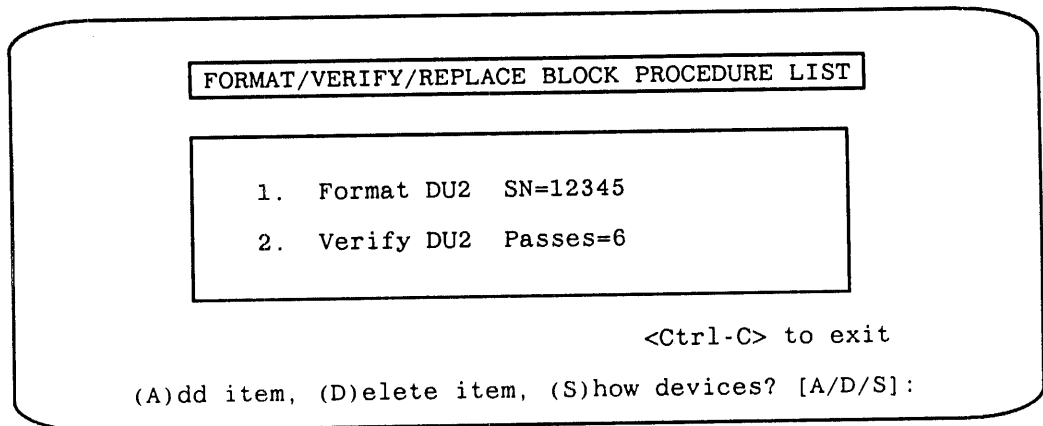 FORMAT/VERIFY/REPLACE BLOCK PROCEDURE LIST
1. Format DU2 SN=12345
2. Verify DU2 Passes=6
<Ctrl-C> to exit
(A)dd item, (D)elete item, (S)how devices? [A/D/S]: